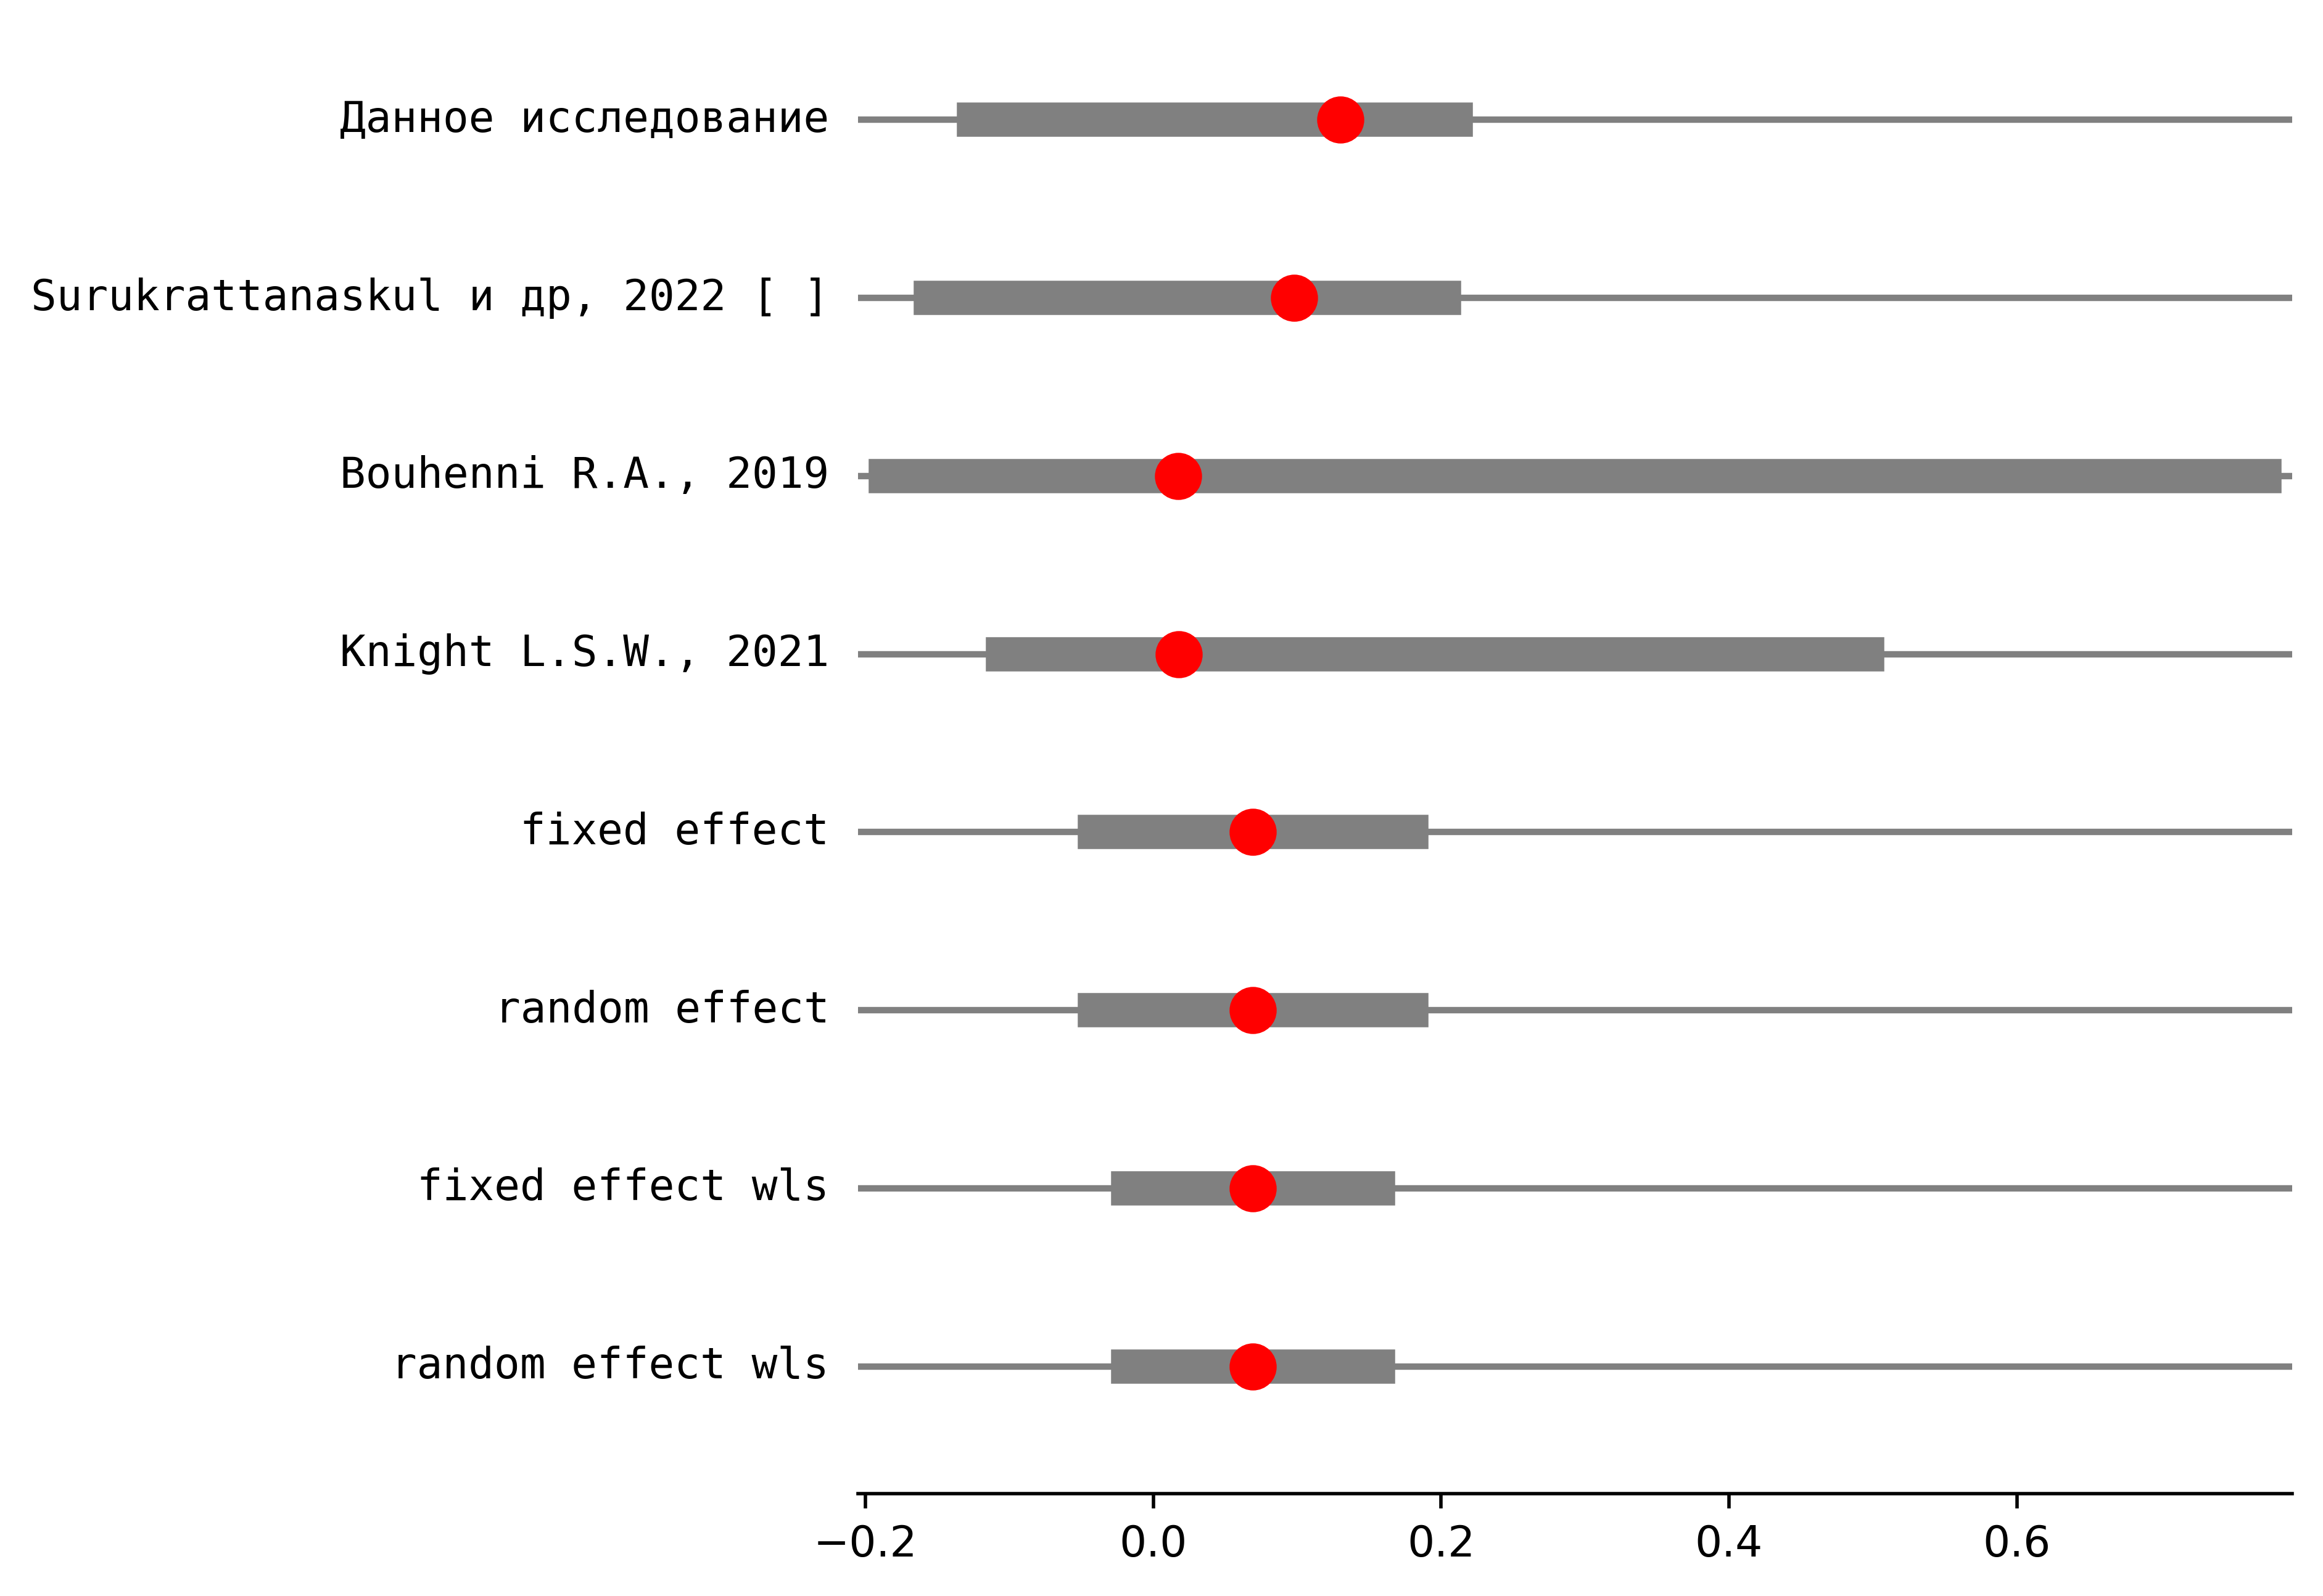 Данное исследование
Surukrattanaskul и др, 2022 [ ]
Bouhenni R.A., 2019
Knight L.S.W., 2021
fixed effect
random effect
fixed effect wls
random effect wls
−0.2 0.0 0.2 0.4 0.6